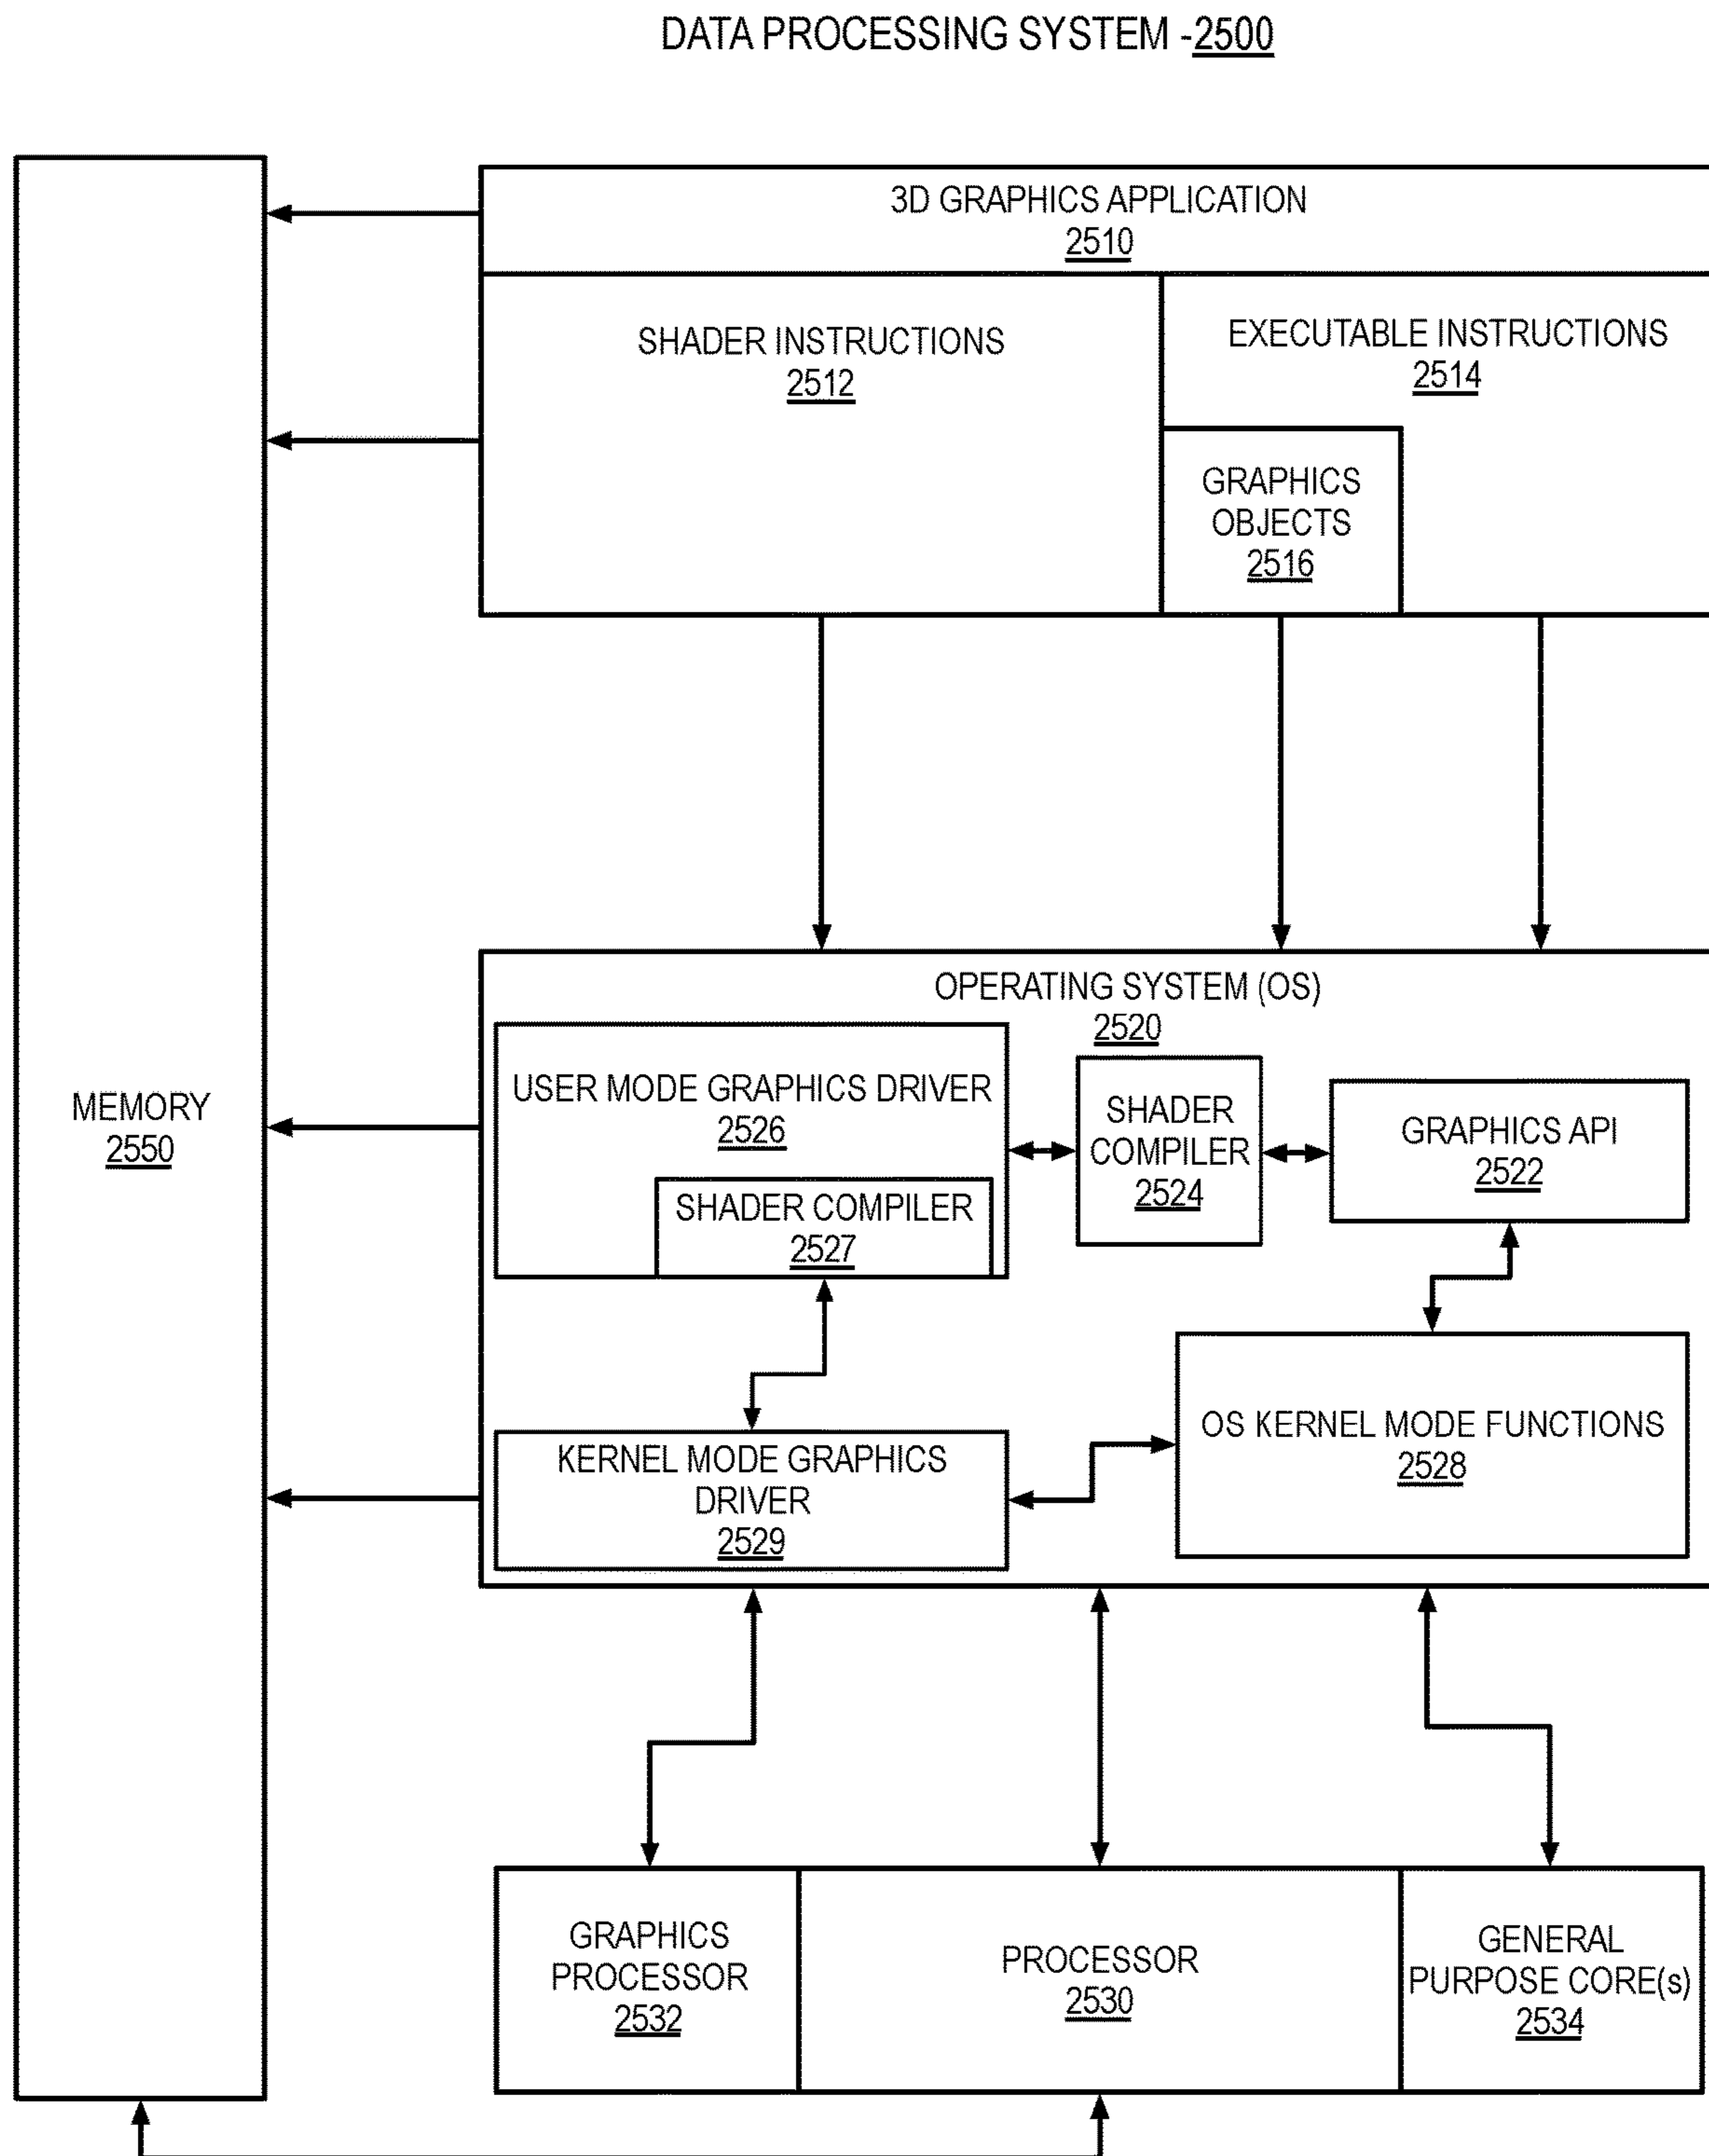 DATA PROCESSING SYSTEM -2500
3D GRAPHICS APPLICATION
2510
SHADER INSTRUCTIONS
2512
EXECUTABLE INSTRUCTIONS
2514
GRAPHICS
OBJECTS
2516
MEMORY
2550
OPERATING SYSTEM (OS)
2520
USER MODE GRAPHICS DRIVER
2526
SHADER COMPILER
2527
SHADER
COMPILER
2524
GRAPHICS API
2522
KERNEL MODE GRAPHICS
DRIVER
2529
OS KERNEL MODE FUNCTIONS
2528
GRAPHICS
PROCESSOR
2532
PROCESSOR
2530
GENERAL
PURPOSE CORE(s)
2534